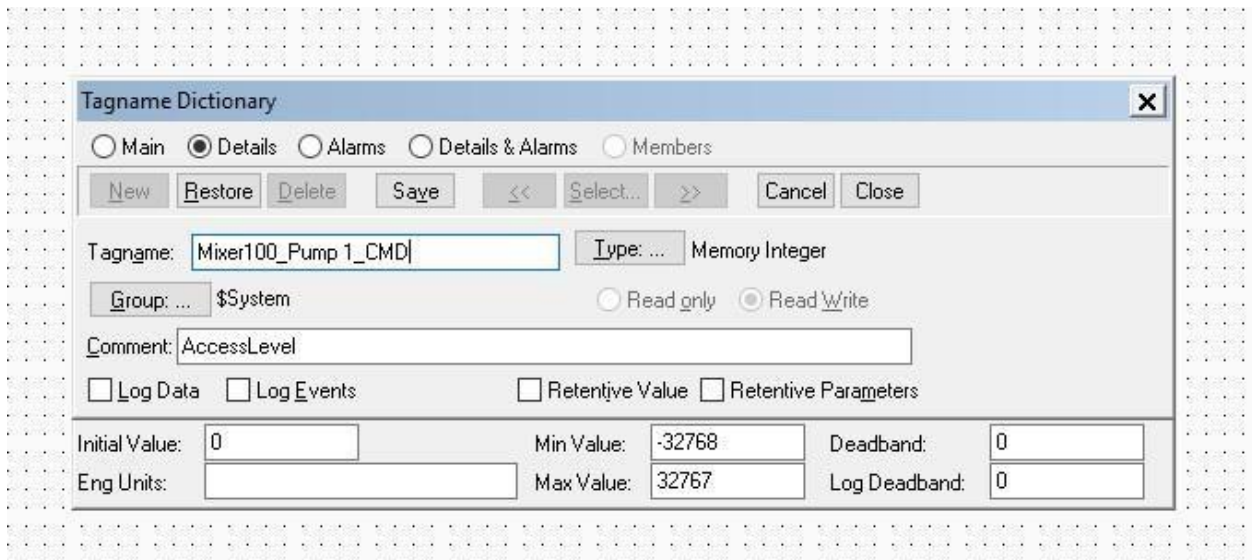 Tagname Dictionary
Main Details Alarms Details & Alarms Members
New Restore Delete Save << Select... >> Cancel Close
Tagname: Mixer100_Pump 1_CMD Type: ... Memory Integer
Group: ... $System Read only Read Write
Comment: AccessLevel
Log Data Log Events Retentive Value Retentive Parameters
Initial Value: 0 Min Value: -32768 Deadband: 0
Eng Units: Max Value: 32767 Log Deadband: 0